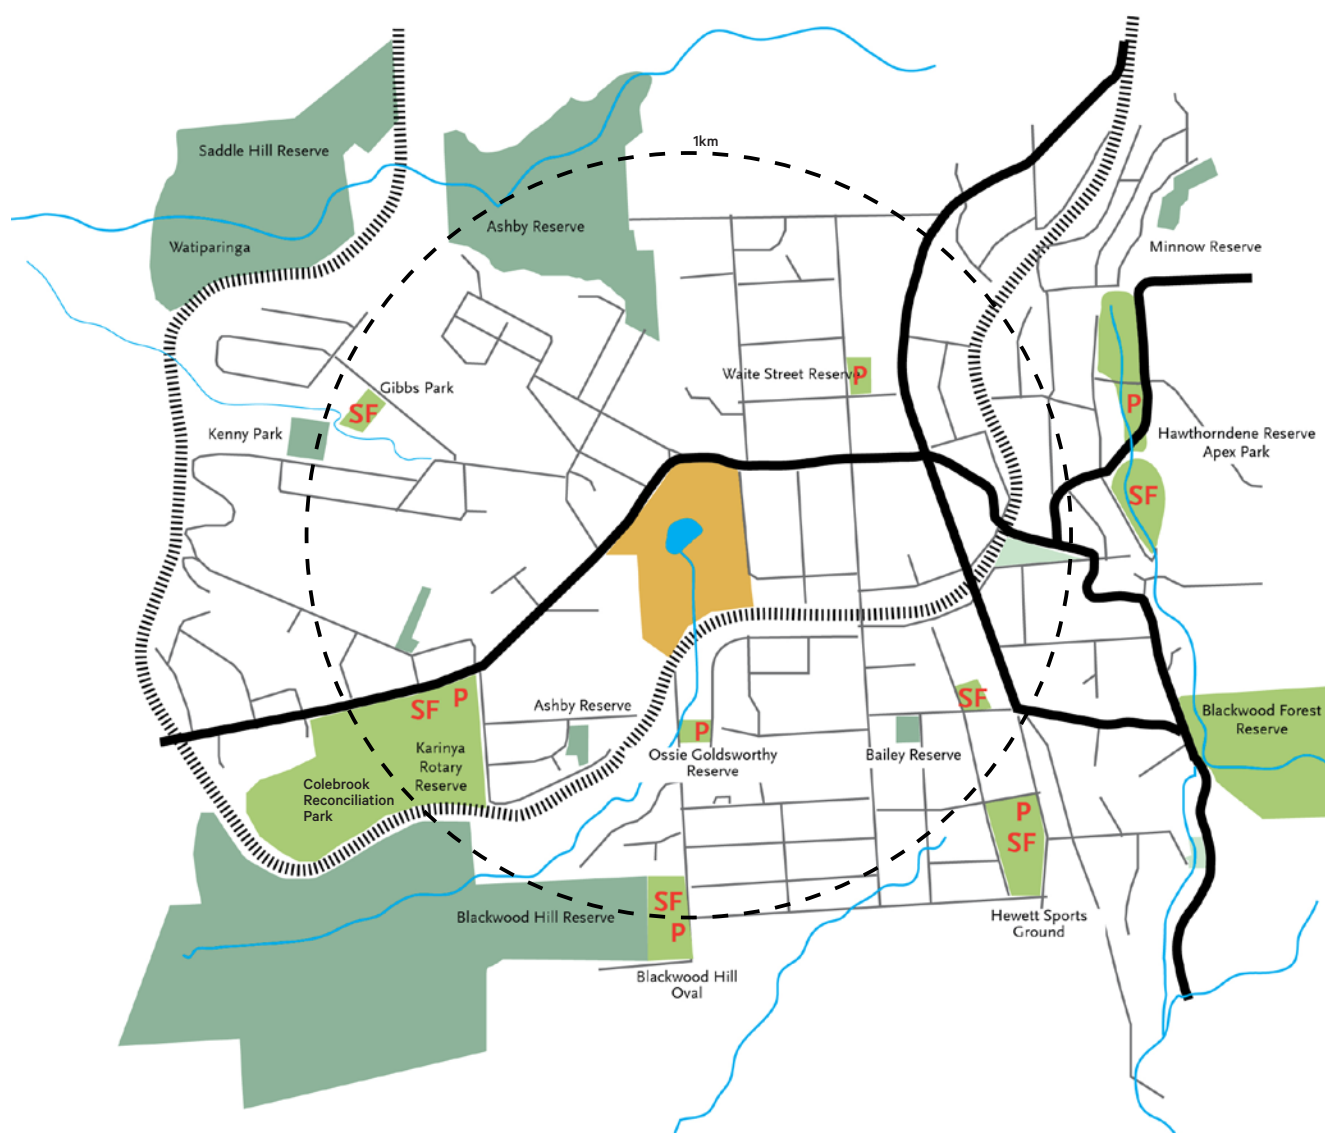 1km
Saddle Hill Reserve
Ashby Reserve
Watiparinga
Minnow Reserve
Waite Street Reserve
P
Gibbs Park
SF
Kenny Park
P
Hawthorndene Reserve
Apex Park
SF
SF
P
Ashby Reserve
SF
Blackwood Forest
Reserve
P
Karinya
Rotary
Reserve
Ossie Goldsworthy
Reserve
Bailey Reserve
Colebrook
Reconciliation
Park
P
SF
SF
P
Blackwood Hill Reserve
Hewett Sports
Ground
Blackwood Hill
Oval